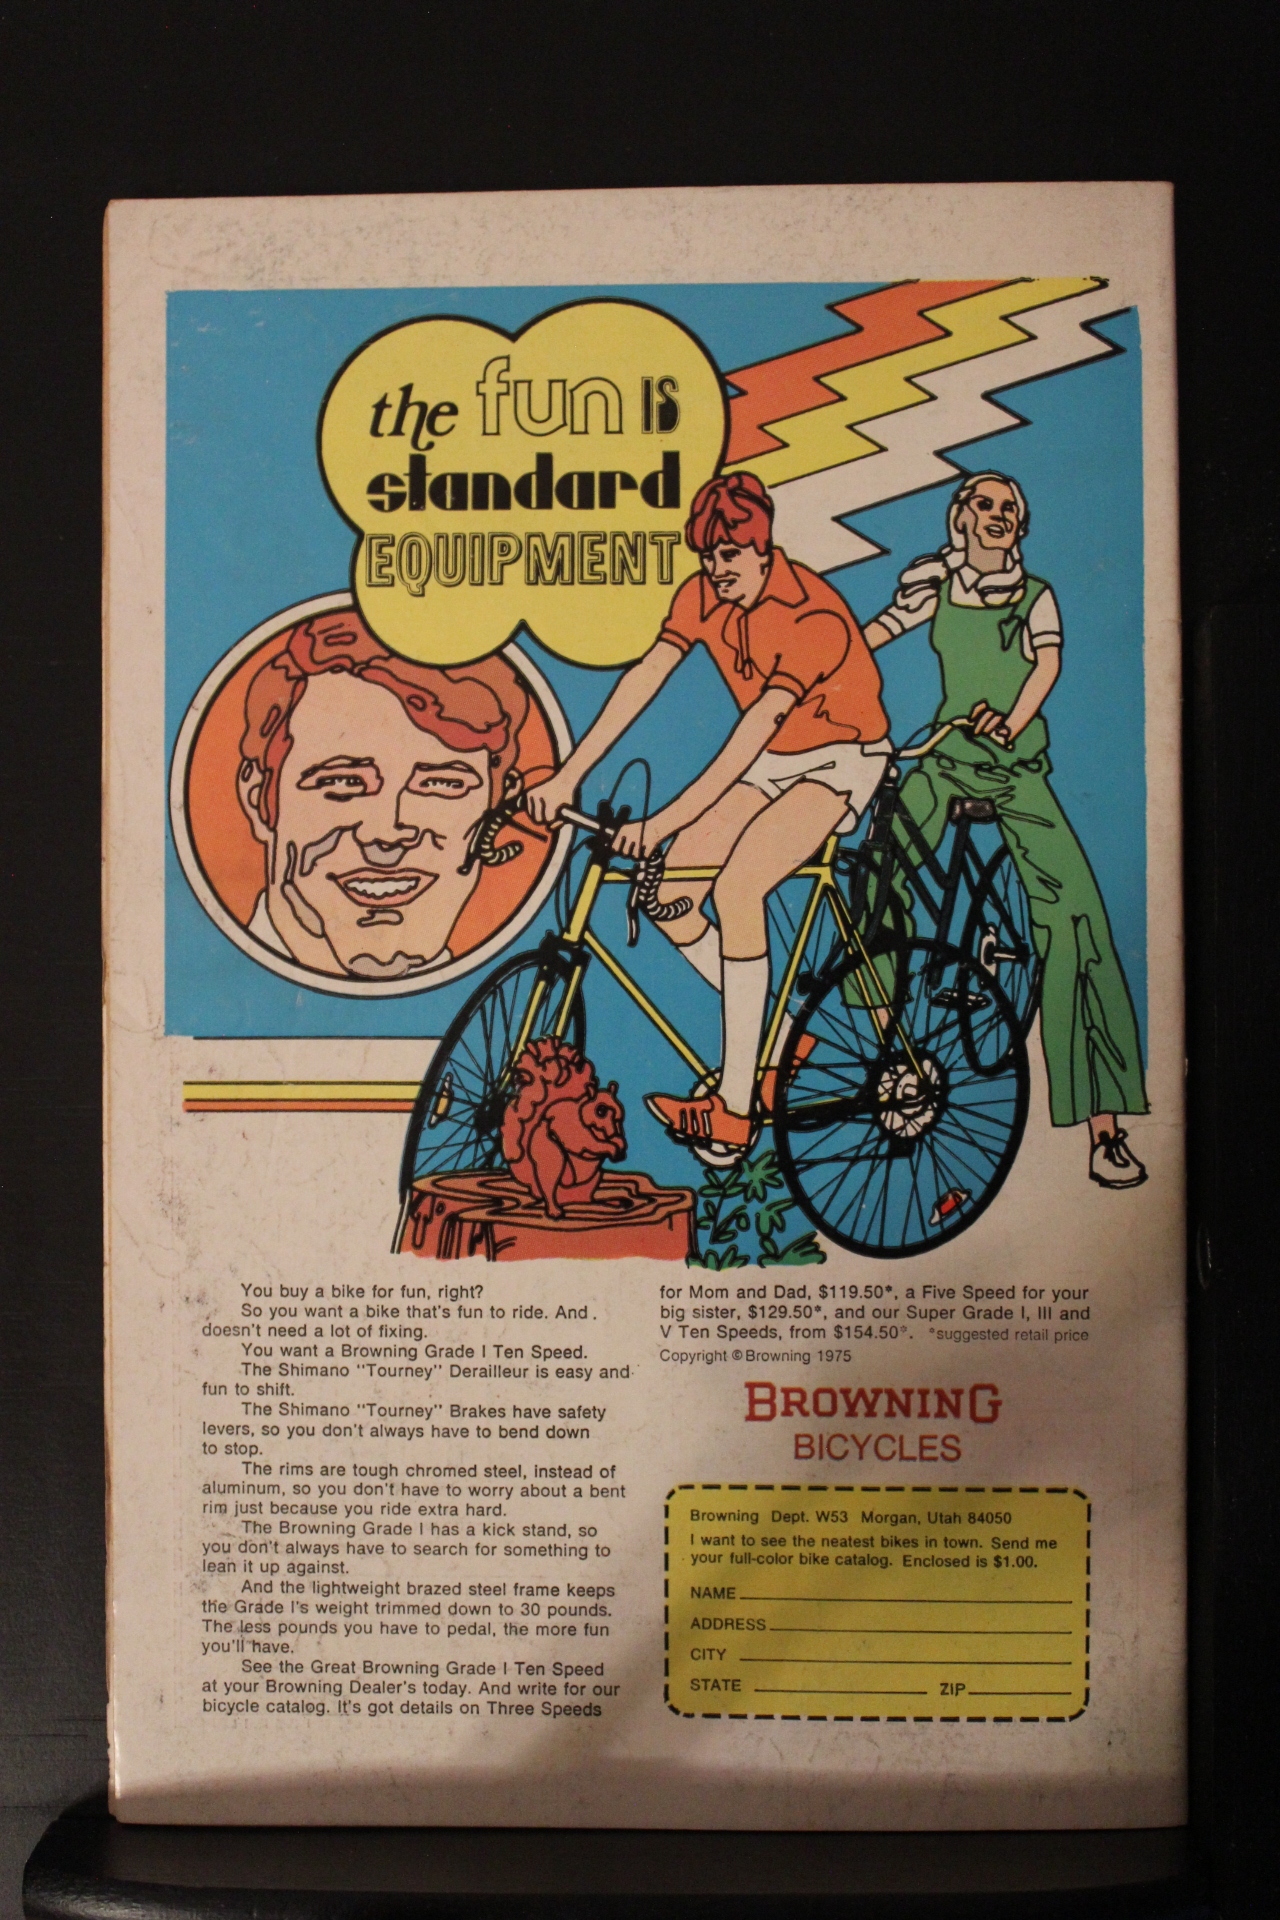 the fun IS
standard
EQUIPMENT
You buy a bike for fun, right?
So you want a bike that's fun to ride. And
doesn't need a lot of fixing.
You want a Browning Grade I Ten Speed.
The Shimano "Tourney" Derailleur is easy and
fun to shift.
The Shimano "Tourney" Brakes have safety
levers, so you don't always have to bend down
to stop.
The rims are tough chromed steel, instead of
aluminum, so you don't have to worry about a bent
rim just because you ride extra hard.
The Browning Grade I has a kick stand, so
you don't always have to search for something to
lean it up against.
And the lightweight brazed steel frame keeps
the Grade I's weight trimmed down to 30 pounds.
The less pounds you have to pedal, the more fun
you'll have.
See the Great Browning Grade I Ten Speed
at your Browning Dealer's today. And write for our
bicycle catalog. It's got details on Three Speeds
for Mom and Dad, $119.50*, a Five Speed for your
big sister, $129.50*, and our Super Grade I, III and
V Ten Speeds, from $154.50*. *suggested retail price
Copyright © Browning 1975
BROWNING
BICYCLES
Browning Dept. W53 Morgan, Utah 84050
I want to see the neatest bikes in town. Send me
your full-color bike catalog. Enclosed is $1.00.
NAME
ADDRESS
CITY
STATE ZIP